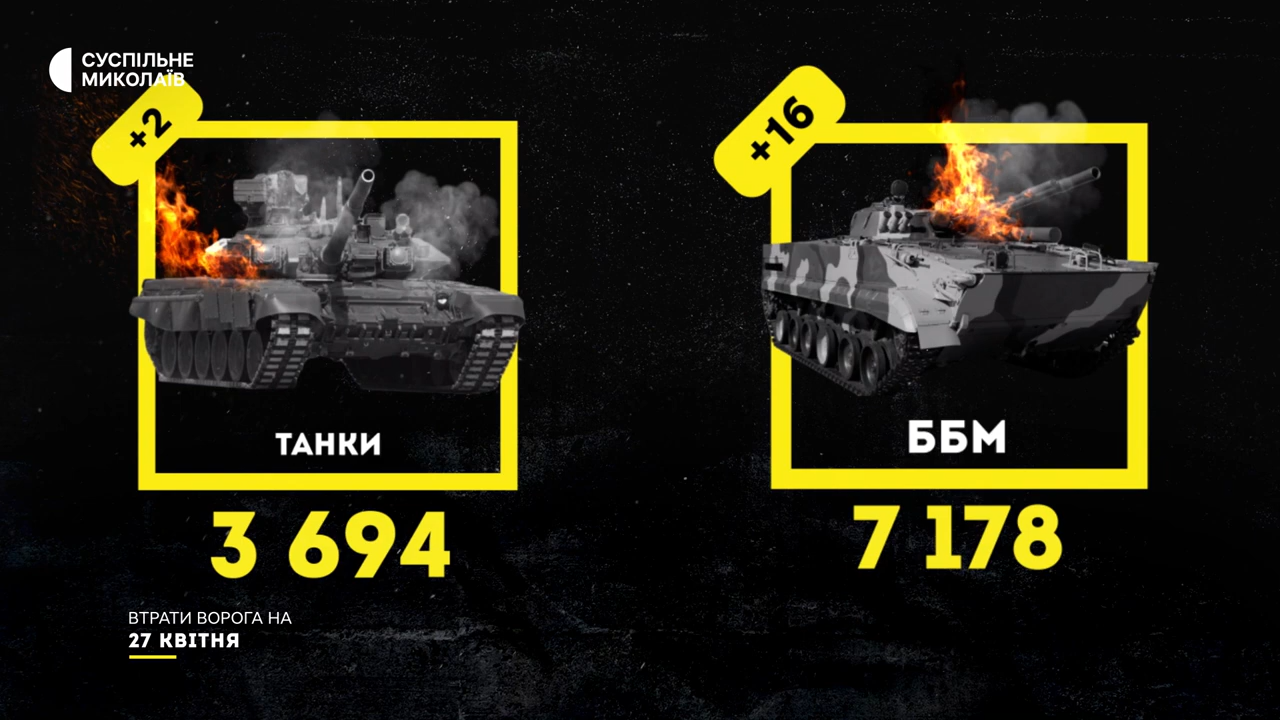 СУСПІЛЬНЕ
МИКОЛАЇВ
+2
+16
ТАНКИ
ББМ
3 694
7 178
ВТРАТИ ВОРОГА НА
27 КВІТНЯ